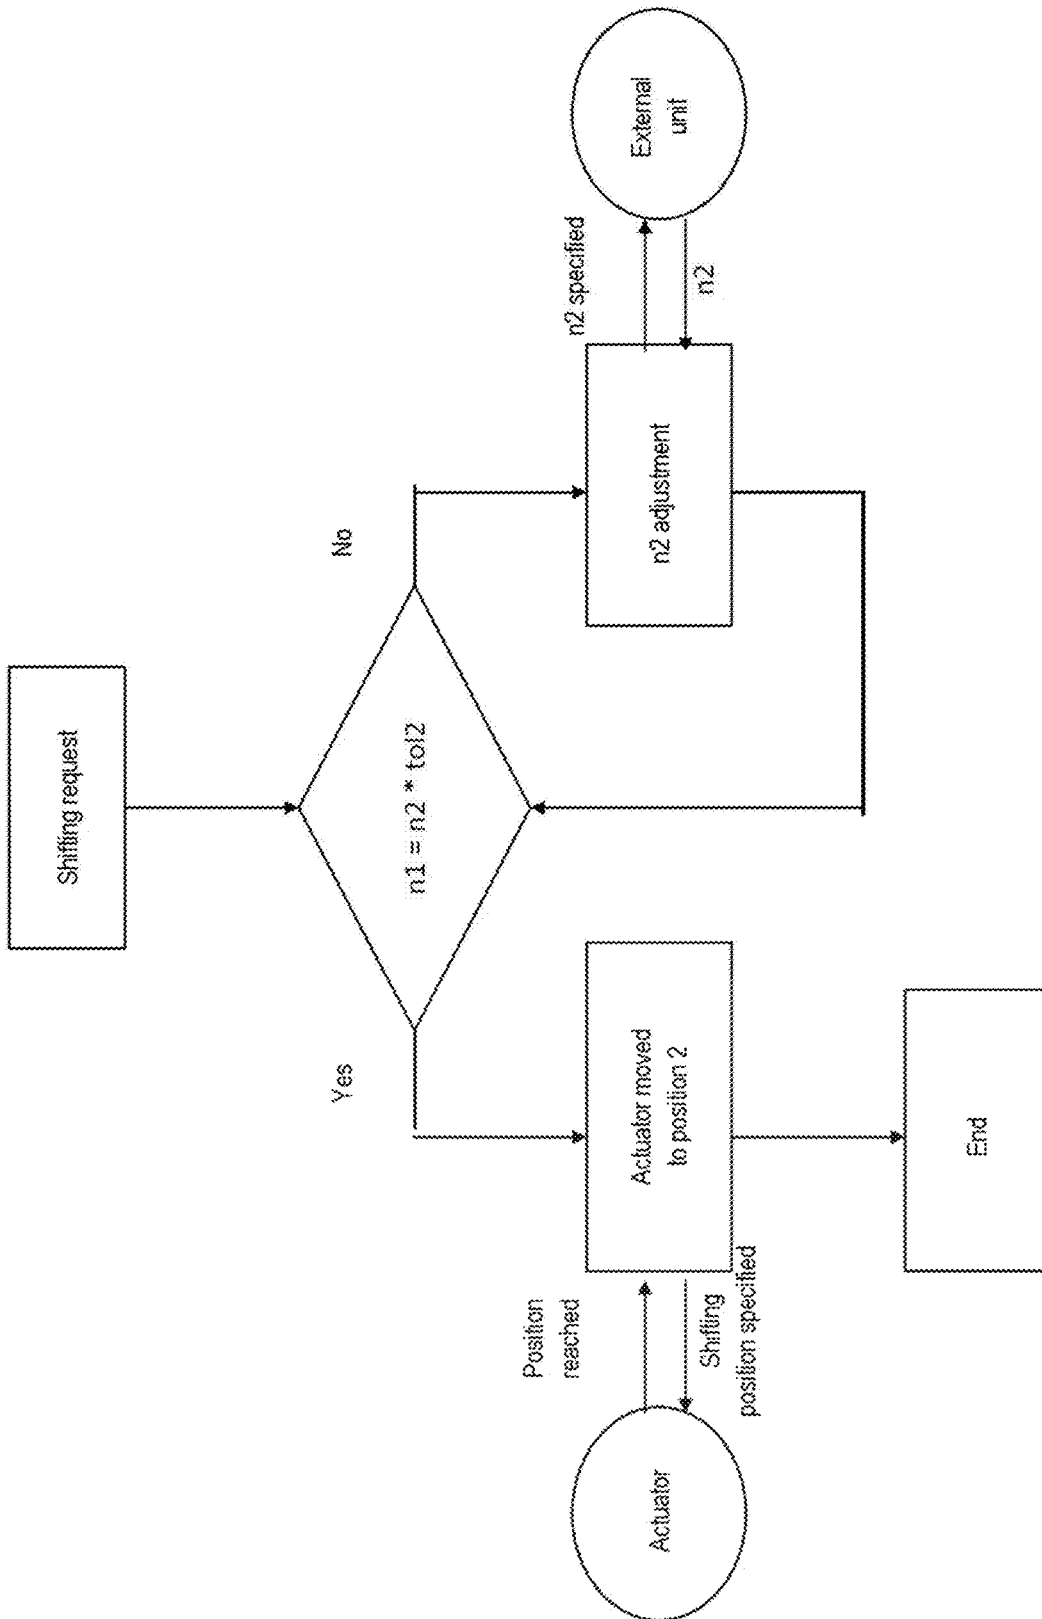 Shifting request
n1 = n2 * tol2
Yes
No
Position
reached
Actuator
Shifting
position specified
Actuator moved
to position 2
n2 adjustment
n2 specified
n2
External
unit
End